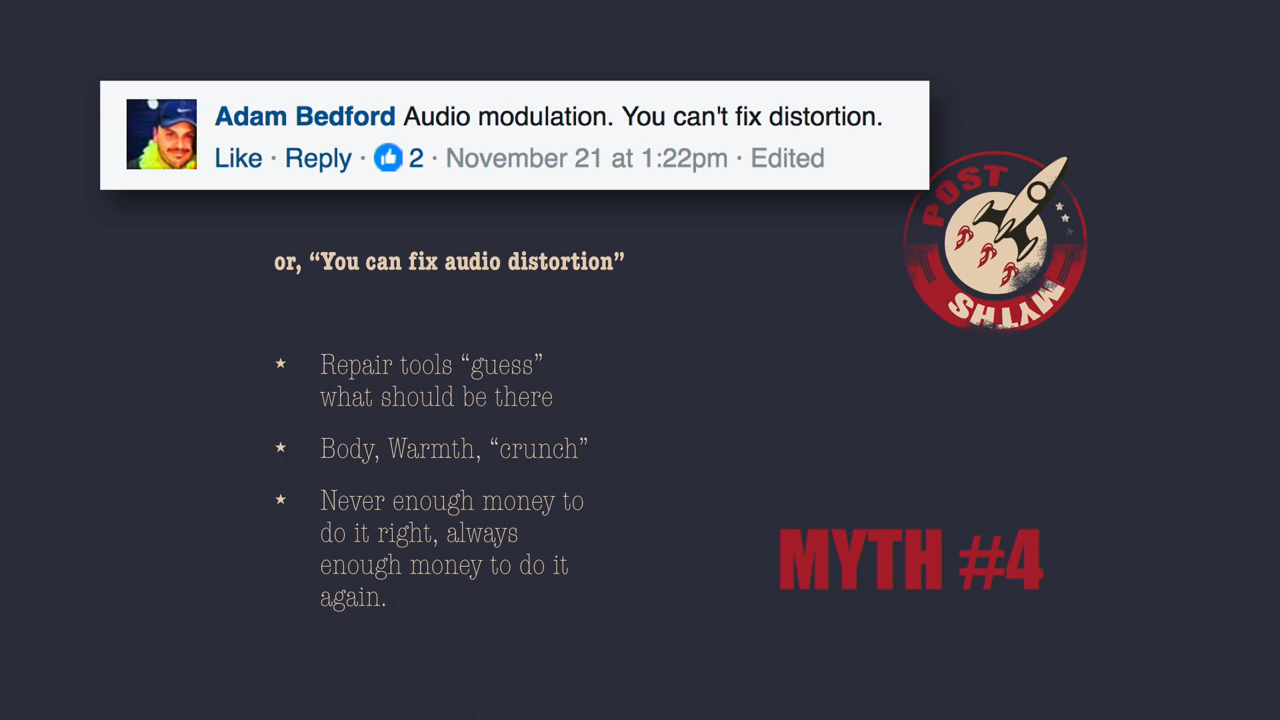 Adam Bedford Audio modulation. You can't fix distortion.
Like · Reply · 2 · November 21 at 1:22pm · Edited
POST
MYTHS
or, “You can fix audio distortion”
★ Repair tools “guess”
what should be there
★ Body, Warmth, “crunch”
★ Never enough money to
do it right, always
enough money to do it
again.
MYTH #4